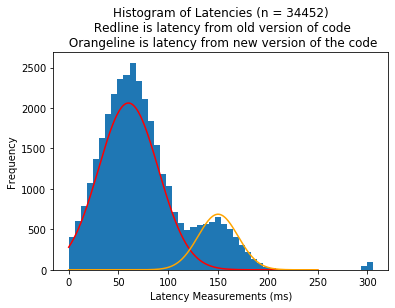 Histogram of Latencies (n = 34452)
Redline is latency from old version of code
Orangeline is latency from new version of the code
Frequency
2500
2000
1500
1000
500
0
0 50 100 150 200 250 300
Latency Measurements (ms)